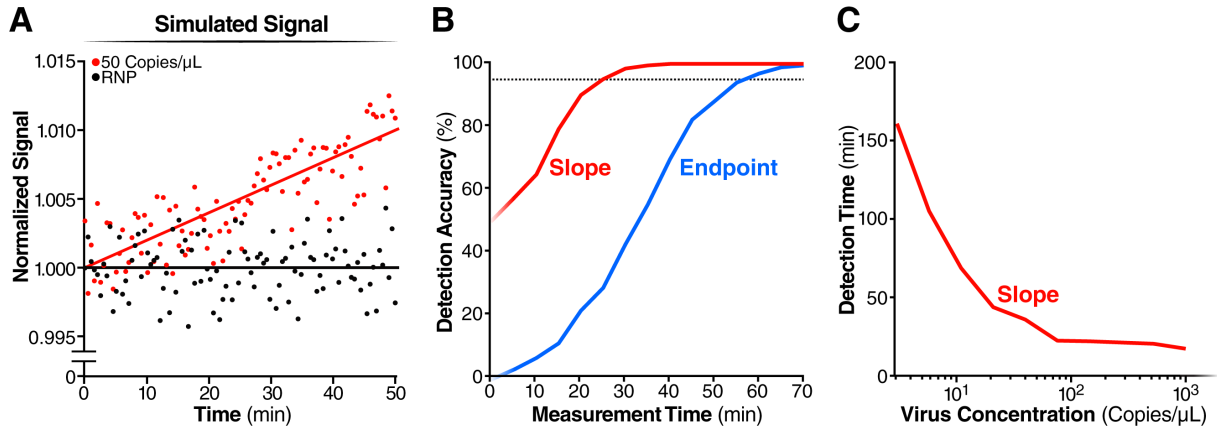 A
Simulated Signal
50 Copies/µL
RNP
1.015
1.010
1.005
1.000
0.995
0
Normalized Signal
0 10 20 30 40 50
Time (min)
B
100
80
60
40
20
0
Detection Accuracy (%)
Slope
Endpoint
0 10 20 30 40 50 60 70
Measurement Time (min)
C
200
150
100
50
0
Detection Time (min)
Slope
10¹ 10² 10³
Virus Concentration (Copies/µL)